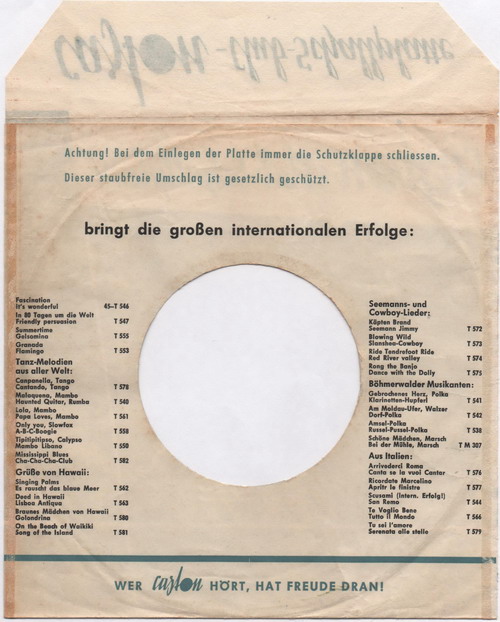 cazton - Club-Schallplatte
Achtung! Bei dem Einlegen der Platte immer die Schutzklappe schliessen.
Dieser staubfreie Umschlag ist gesetzlich geschützt.
bringt die großen internationalen Erfolge:
Fascination
It's wonderful 45-T 546
In 80 Tagen um die Welt
Friendly persuasion T 547
Summertime
Gelsomina T 555
Granada
Flamingo T 553
Tanz-Melodien
aus aller Welt:
Campanella, Tango
Cantando, Tango T 578
Malaguena, Mambo
Haunted Guitar, Rumba T 540
Lola, Mambo
Papa Loves, Mambo T 561
Only you, Slowfox
A-B-C-Boogie T 558
Tipitipitipso, Calypso
Mambo Libano T 550
Mississippi Blues
Cha-Cha-Cha-Club T 582
Grüße von Hawaii:
Singing Palms
Es rauscht das blaue Meer T 562
Deed in Hawaii
Lisboa Antiqua T 563
Braunes Mädchen von Hawaii
Golondrina T 580
On the Beach of Waikiki
Song of the Island T 581
Seemanns- und
Cowboy-Lieder:
Käpten Brand
Seemann Jimmy T 572
Blowing Wild
Slanshea-Cowboy T 573
Ride Tendrefoot Ride
Red River valley T 574
Rong the Banjo
Dance with the Dolly T 575
Böhmerwalder Musikanten:
Gebrochenes Herz, Polka
Klarinetten-Hupferl T 541
Am Moldau-Ufer, Walzer
Dorf-Polka T 542
Amsel-Polka
Russel-Pussel-Polka T 538
Schöne Mädchen, Marsch
Bei der Mühle, Marsch T M 307
Aus Italien:
Arrivederci Roma
Canta se la vuoi Cantar T 576
Ricordate Marcelino
Aprite le finistre T 577
Scusami (Intern. Erfolg!)
San Remo T 544
Te Voglio Bene
Tutto Il Mondo T 566
Tu sei l'amore
Serenata alle stelle T 579
WER cazton HÖRT, HAT FREUDE DRAN!